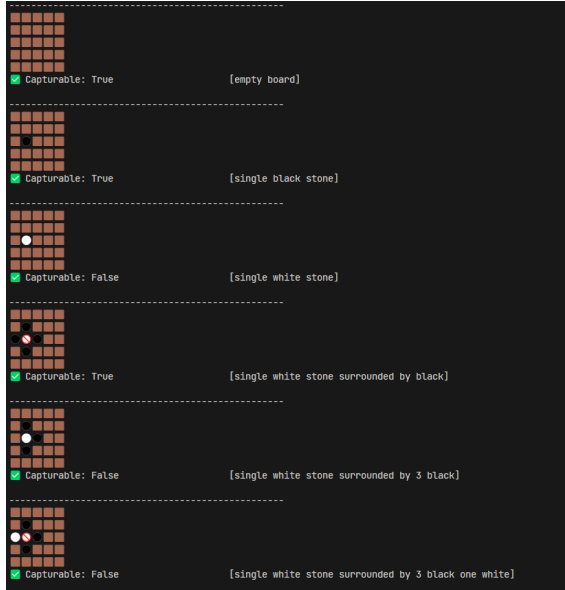 ------------------------------------------
✅ Capturable: True [empty board]
------------------------------------------
✅ Capturable: True [single black stone]
------------------------------------------
✅ Capturable: False [single white stone]
------------------------------------------
✅ Capturable: True [single white stone surrounded by black]
------------------------------------------
✅ Capturable: False [single white stone surrounded by 3 black]
------------------------------------------
✅ Capturable: False [single white stone surrounded by 3 black one white]